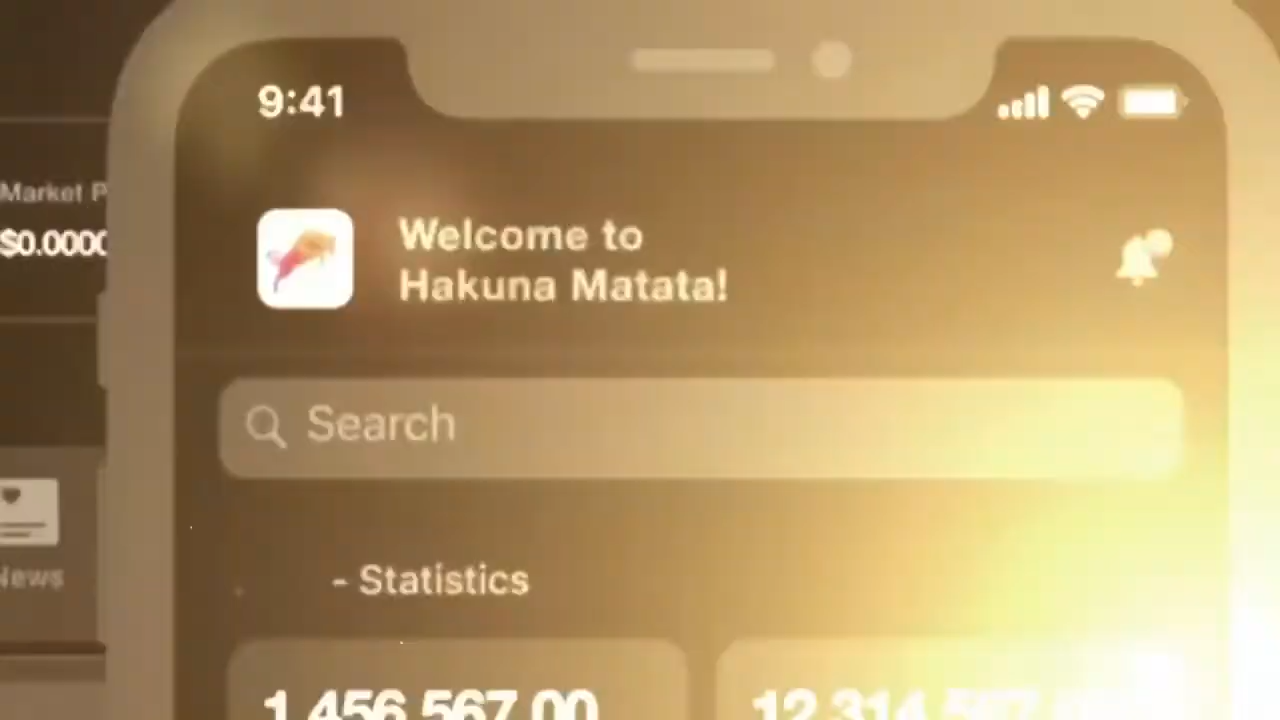 9:41
Market P
$0.0000
Welcome to
Hakuna Matata!
Search
News
- Statistics
1,456,567.00